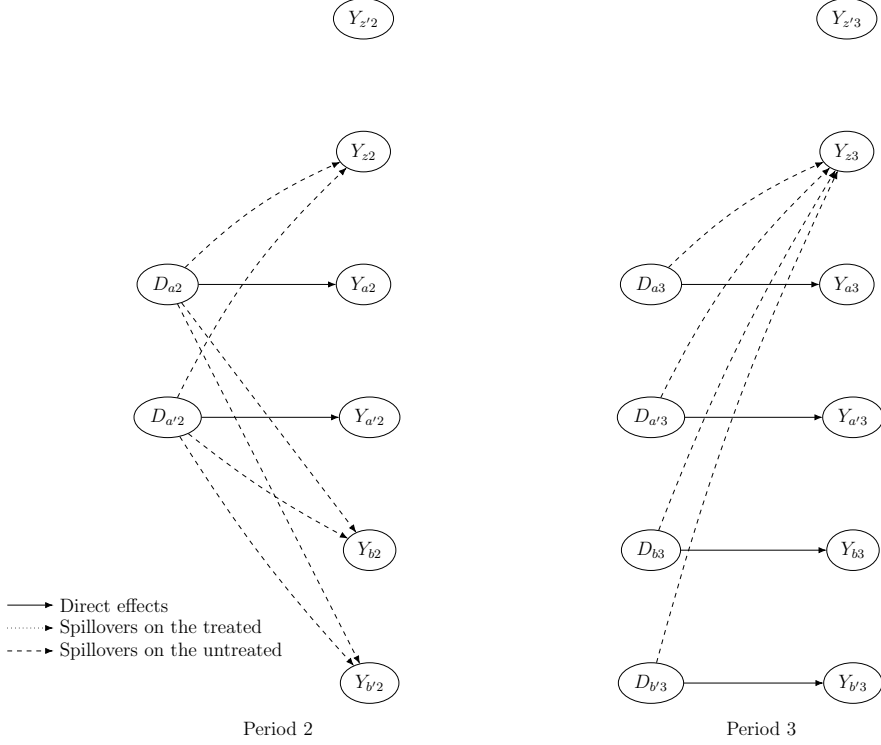 Y_{z'2} Y_{z'3}
Y_{z2} Y_{z3}
D_{a2} Y_{a2} D_{a3} Y_{a3}
D_{a'2} Y_{a'2} D_{a'3} Y_{a'3}
Y_{b2} D_{b3} Y_{b3}
Direct effects
Spillovers on the treated
Spillovers on the untreated
Y_{b'2} D_{b'3} Y_{b'3}
Period 2 Period 3